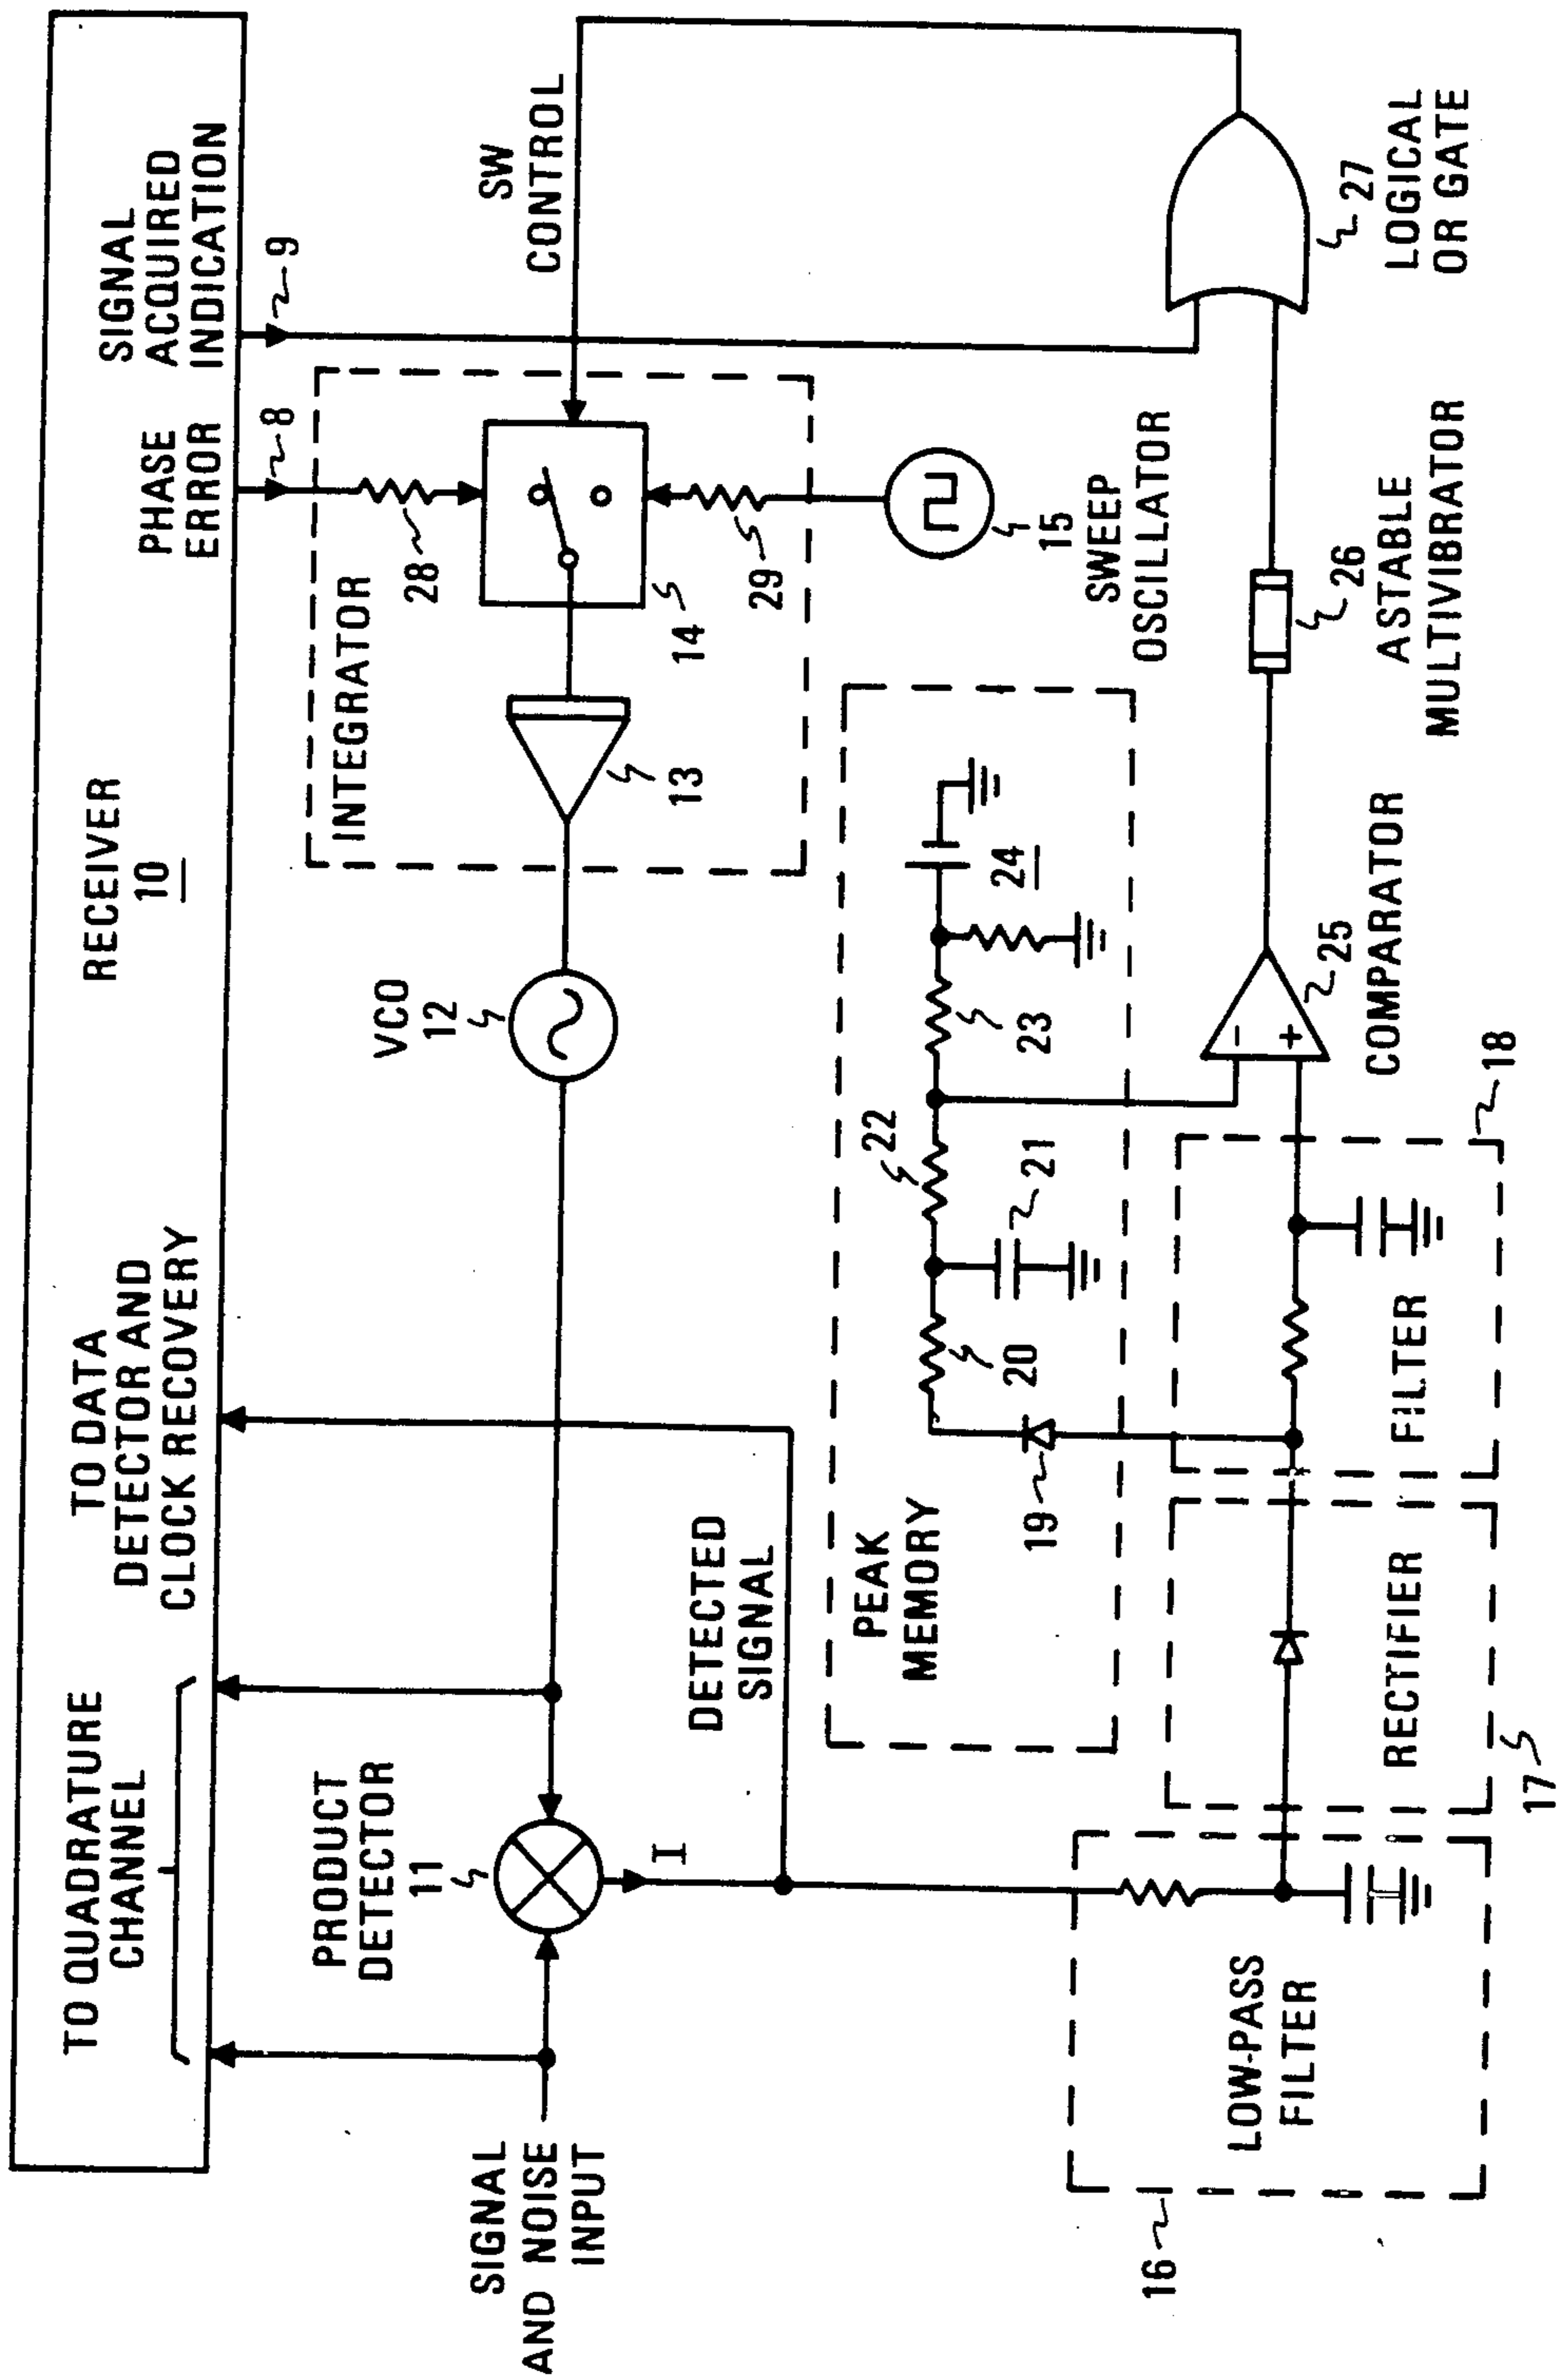 RECEIVER
10
TO QUADRATURE
CHANNEL
TO DATA
DETECTOR AND
CLOCK RECOVERY
PHASE
ERROR
SIGNAL
ACQUIRED
INDICATION
8
9
PRODUCT
DETECTOR
11
VCO
12
INTEGRATOR
28
SW
CONTROL
SIGNAL
AND NOISE
INPUT
I
13
14
29
DETECTED
SIGNAL
15
SWEEP
OSCILLATOR
PEAK
MEMORY
22
24
19
20
21
23
16
LOW-PASS
FILTER
RECTIFIER
17
FILTER
18
-
+
25
COMPARATOR
26
ASTABLE
MULTIVIBRATOR
27
LOGICAL
OR GATE